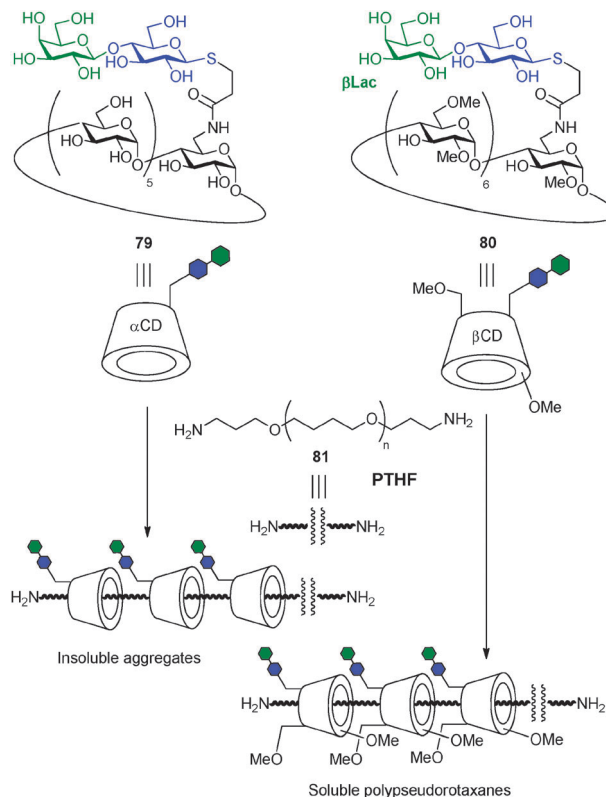 OH OH
OH
O O O S
HO O HO
OH OH
O
HO NH
O O
HO
HO HO
O HO O
HO O
5
79
αCD
OH OH
OH
O O O S
HO O HO
OH OH
βLac
O
OMe NH
O O
HO HO
MeO O MeO O
6
80
MeO
βCD
OMe
H2N O O NH2
n
81
PTHF
H2N NH2
H2N NH2
Insoluble aggregates
H2N NH2
OMe OMe OMe
MeO MeO MeO
Soluble polypseudorotaxanes